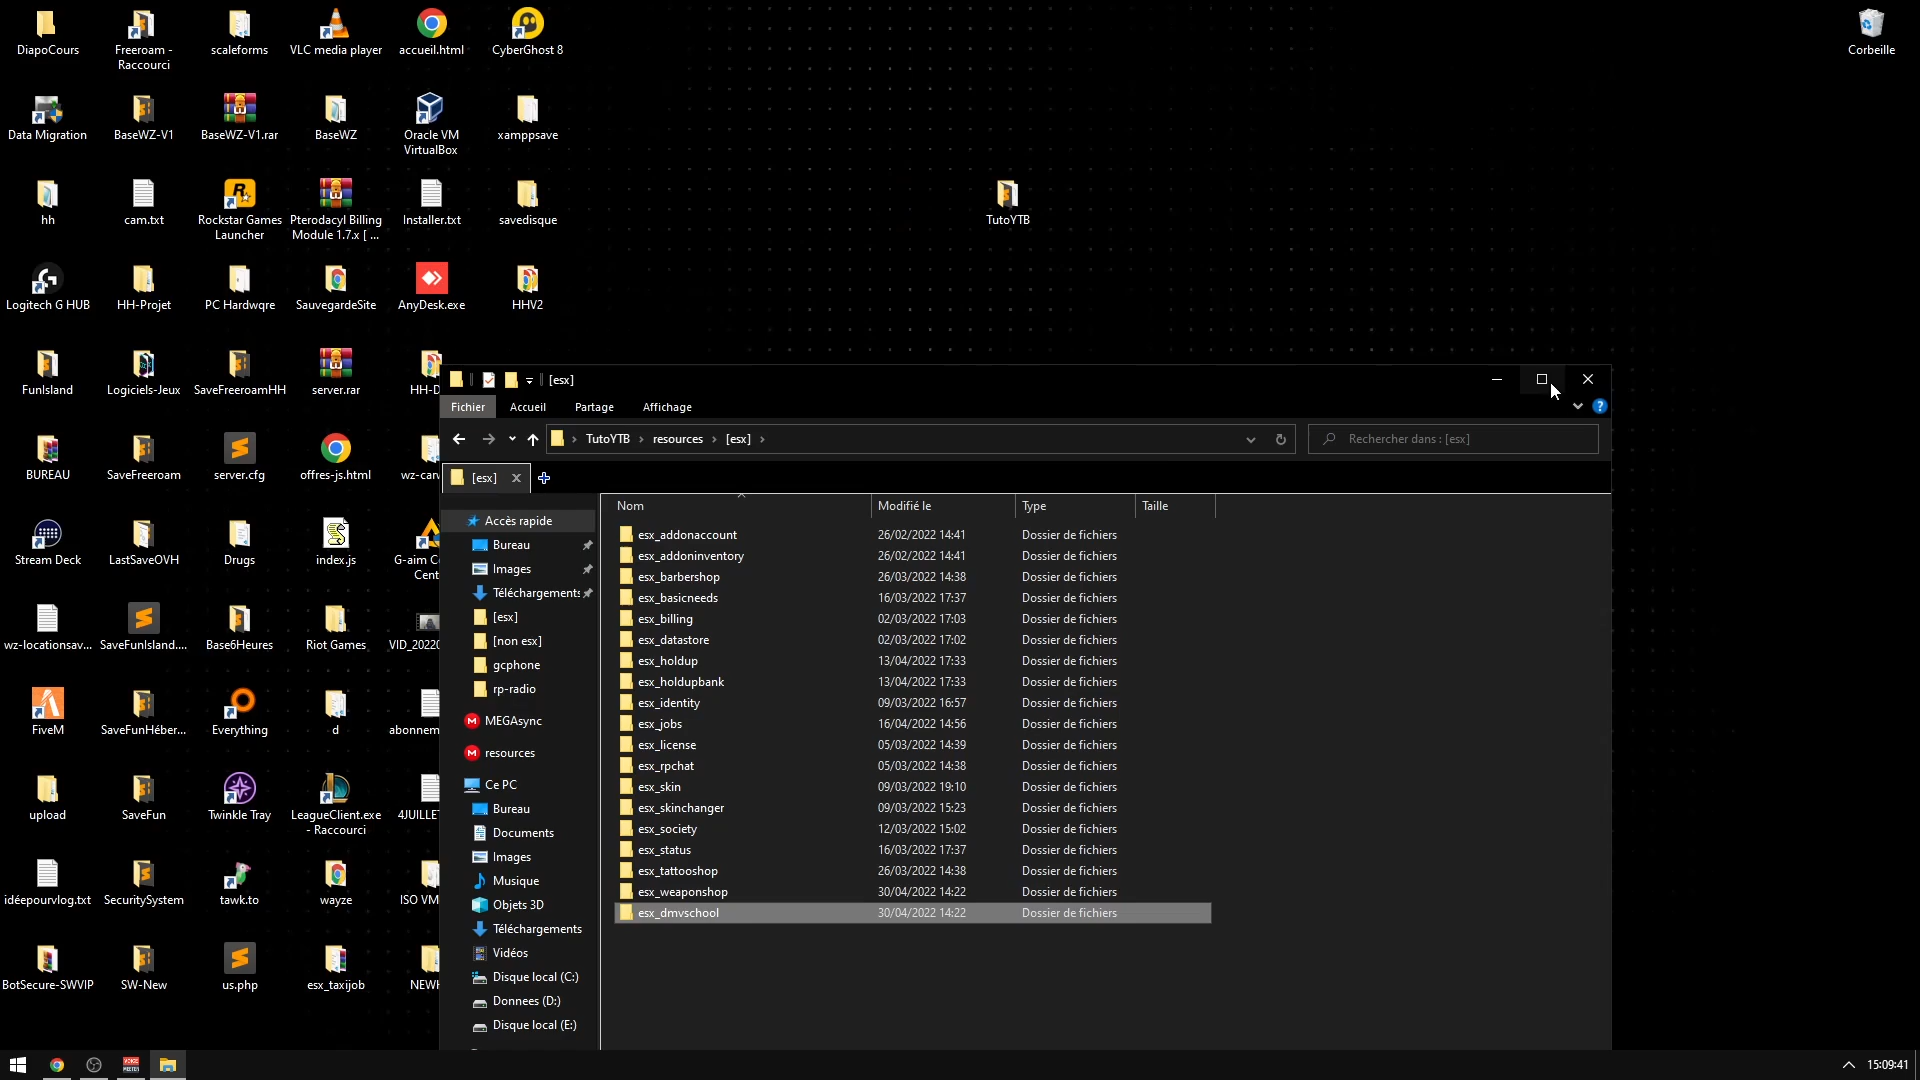 DiapoCours
Freeroam -
Raccourci
scaleforms
VLC media player
accueil.html
CyberGhost 8
Corbeille
Data Migration
BaseWZ-V1
BaseWZ-V1.rar
BaseWZ
Oracle VM
VirtualBox
xamppsave
hh
cam.txt
Rockstar Games
Launcher
Pterodacyl Billing
Module 1.7.x [ ...
Installer.txt
savedisque
TutoYTB
Logitech G HUB
HH-Projet
PC Hardwqre
SauvegardeSite
AnyDesk.exe
HHV2
FunIsland
Logiciels-Jeux
SaveFreeroamHH
server.rar
HH-D
BUREAU
SaveFreeroam
server.cfg
offres-js.html
wz-carv
Stream Deck
LastSaveOVH
Drugs
index.js
G-aim C
Cent
wz-locationsav...
SaveFunIsland....
Base6Heures
Riot Games
VID_20220
FiveM
SaveFunHéber...
Everything
d
abonnem
upload
SaveFun
Twinkle Tray
LeagueClient.exe
- Raccourci
4JUILLET
idéepourvlog.txt
SecuritySystem
tawk.to
wayze
ISO VM
BotSecure-SWVIP
SW-New
us.php
esx_taxijob
NEWH
[esx]
Fichier
Accueil
Partage
Affichage
TutoYTB
resources
[esx]
Rechercher dans : [esx]
[esx]
Accès rapide
Bureau
Images
Téléchargements
[esx]
[non esx]
gcphone
rp-radio
MEGAsync
resources
Ce PC
Bureau
Documents
Images
Musique
Objets 3D
Téléchargements
Vidéos
Disque local (C:)
Donnees (D:)
Disque local (E:)
Nom Modifié le Type Taille
esx_addonaccount 26/02/2022 14:41 Dossier de fichiers
esx_addoninventory 26/02/2022 14:41 Dossier de fichiers
esx_barbershop 26/03/2022 14:38 Dossier de fichiers
esx_basicneeds 16/03/2022 17:37 Dossier de fichiers
esx_billing 02/03/2022 17:03 Dossier de fichiers
esx_datastore 02/03/2022 17:02 Dossier de fichiers
esx_holdup 13/04/2022 17:33 Dossier de fichiers
esx_holdupbank 13/04/2022 17:33 Dossier de fichiers
esx_identity 09/03/2022 16:57 Dossier de fichiers
esx_jobs 16/04/2022 14:56 Dossier de fichiers
esx_license 05/03/2022 14:39 Dossier de fichiers
esx_rpchat 05/03/2022 14:38 Dossier de fichiers
esx_skin 09/03/2022 19:10 Dossier de fichiers
esx_skinchanger 09/03/2022 15:23 Dossier de fichiers
esx_society 12/03/2022 15:02 Dossier de fichiers
esx_status 16/03/2022 17:37 Dossier de fichiers
esx_tattooshop 26/03/2022 14:38 Dossier de fichiers
esx_weaponshop 30/04/2022 14:22 Dossier de fichiers
esx_dmvschool 30/04/2022 14:22 Dossier de fichiers
15:09:41